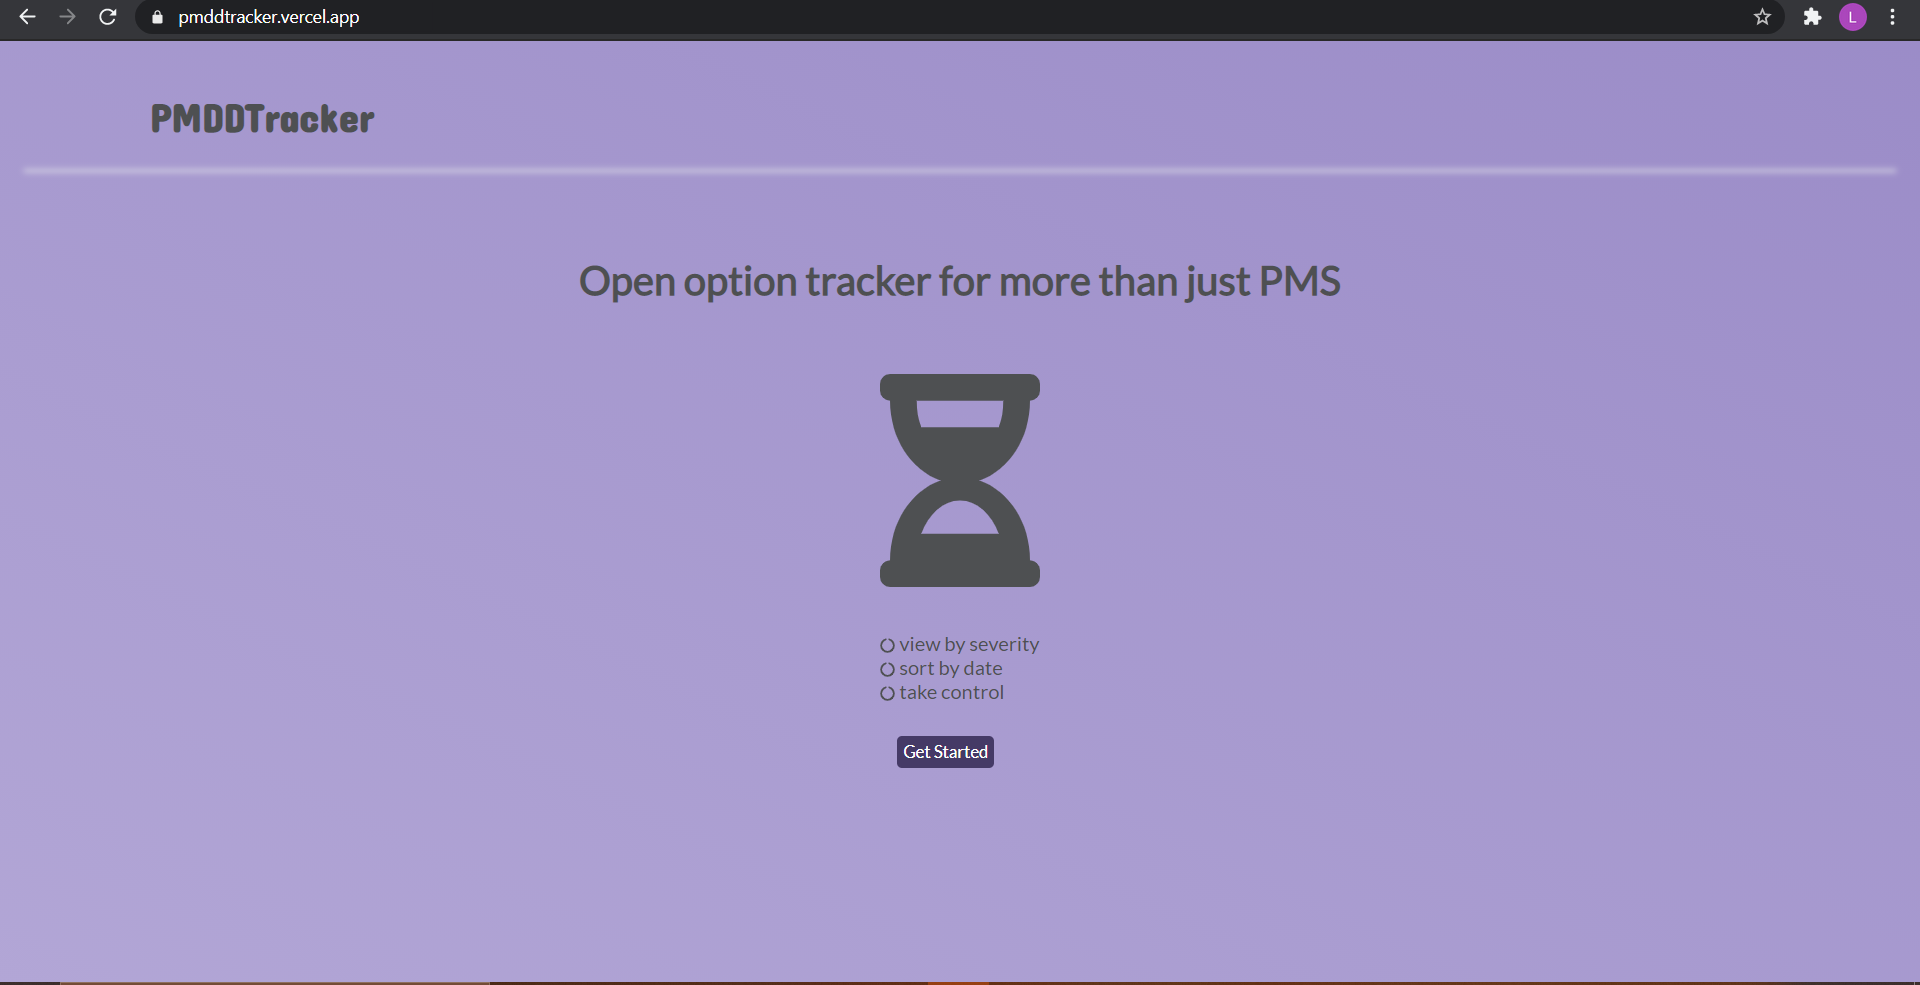 pmddtracker.vercel.app
L
PMDDTracker
Open option tracker for more than just PMS
view by severity
sort by date
take control
Get Started